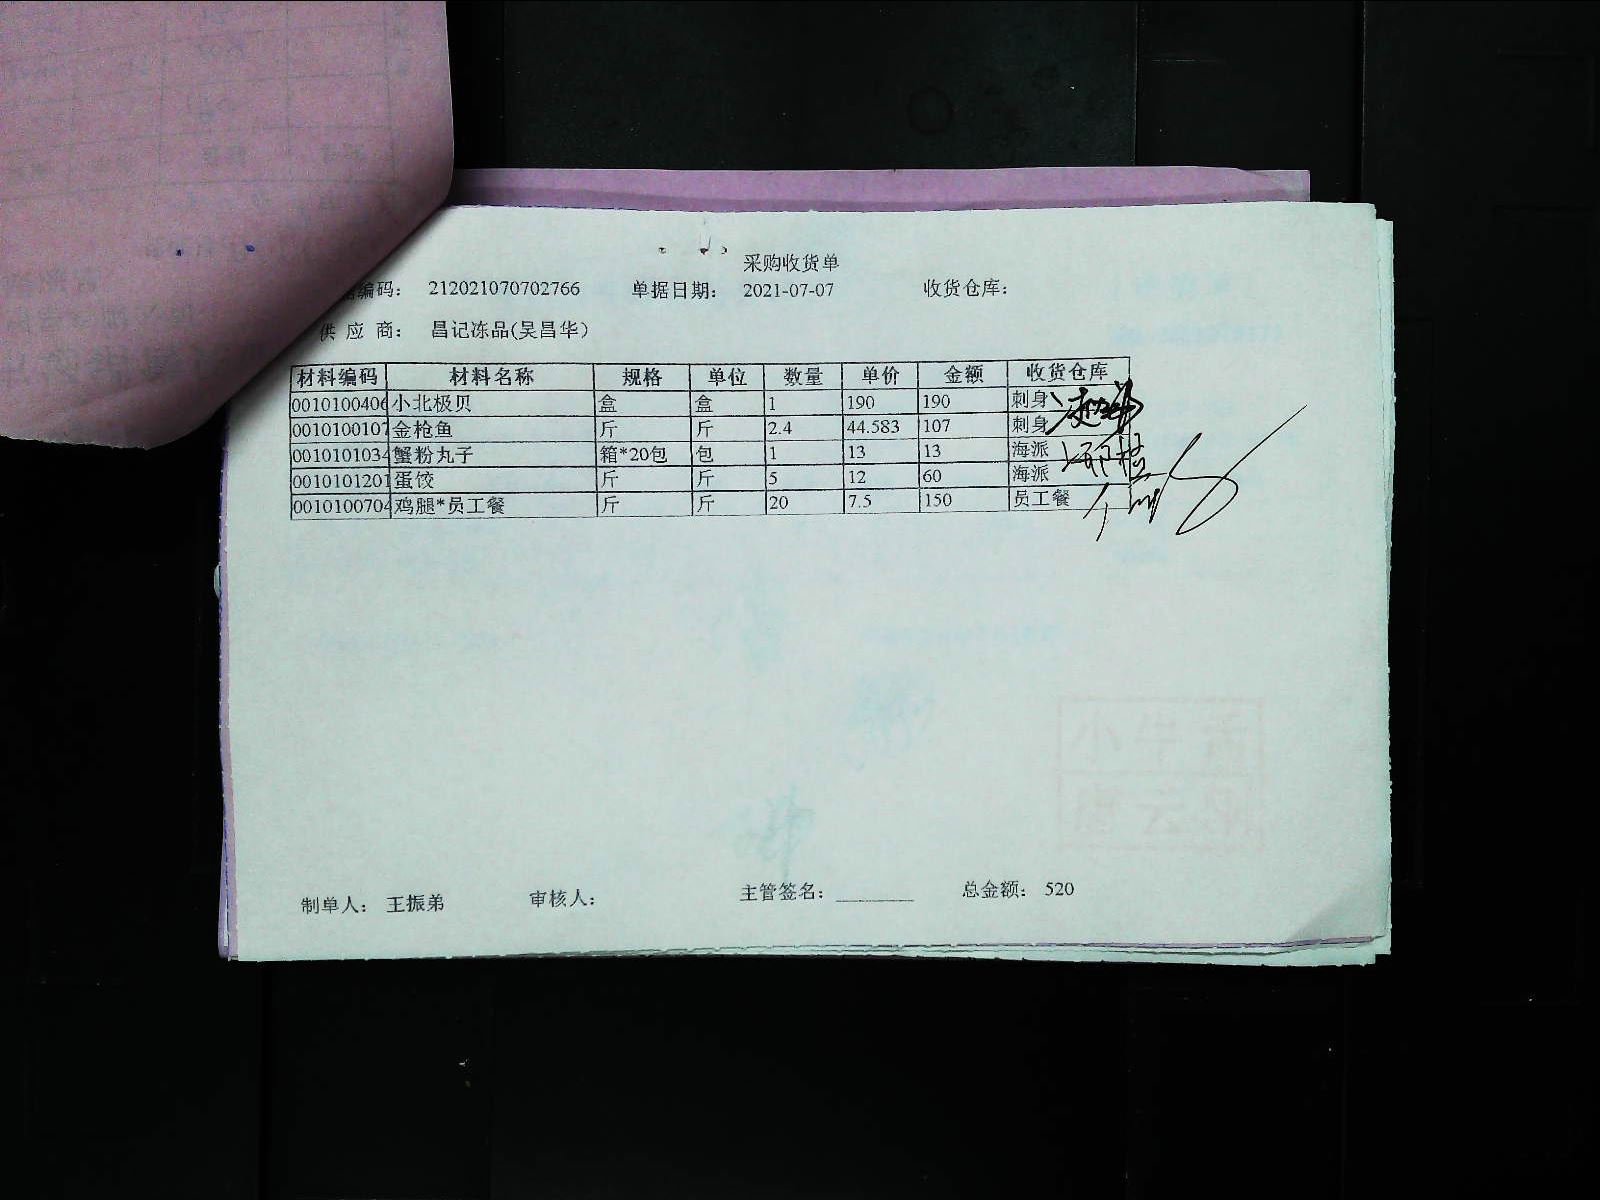 采购收货单
编码： 212021070702766 单据日期： 2021-07-07 收货仓库：
供 应 商： 昌记冻品(吴昌华)
材料编码 材料名称 规格 单位 数量 单价 金额 收货仓库
0010100406 小北极贝 盒 盒 1 190 190 刺身
0010100107 金枪鱼 斤 斤 2.4 44.583 107 刺身
0010101034 蟹粉丸子 箱*20包 包 1 13 13 海派
0010101201 蛋饺 斤 斤 5 12 60 海派
0010100704 鸡腿*员工餐 斤 斤 20 7.5 150 员工餐
制单人： 王振弟 审核人： 主管签名： 总金额： 520